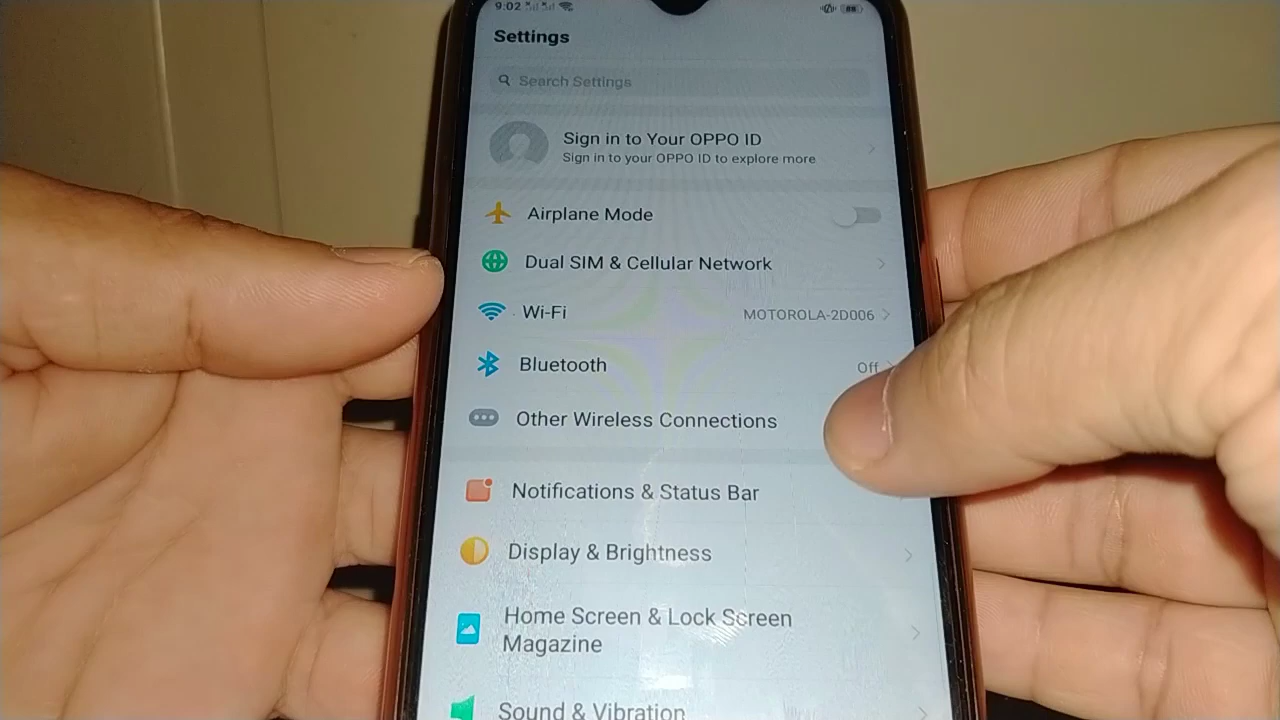 9:02
Settings
Search Settings
Sign in to Your OPPO ID
Sign in to your OPPO ID to explore more
Airplane Mode
Dual SIM & Cellular Network
Wi-Fi MOTOROLA-2D006
Bluetooth Off
Other Wireless Connections
Notifications & Status Bar
Display & Brightness
Home Screen & Lock Screen
Magazine
Sound & Vibration